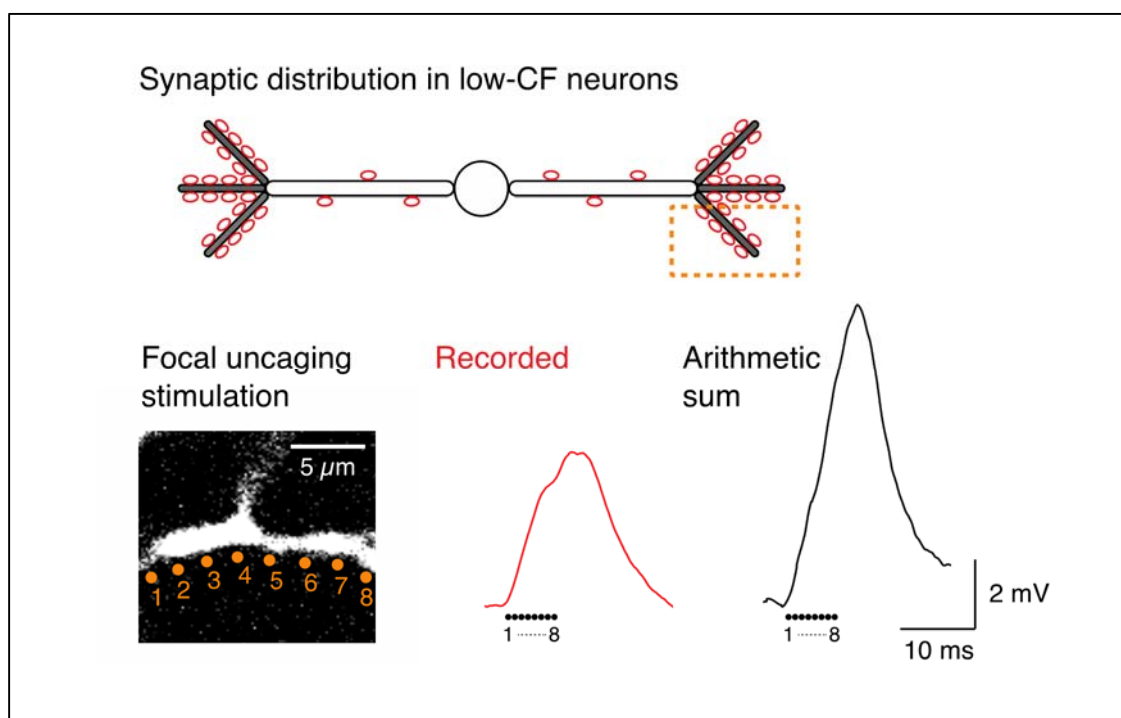 Synaptic distribution in low-CF neurons
Focal uncaging
stimulation
Recorded
Arithmetic
sum
5 µm
1 2 3 4 5 6 7 8
1 8
1 8
2 mV
10 ms